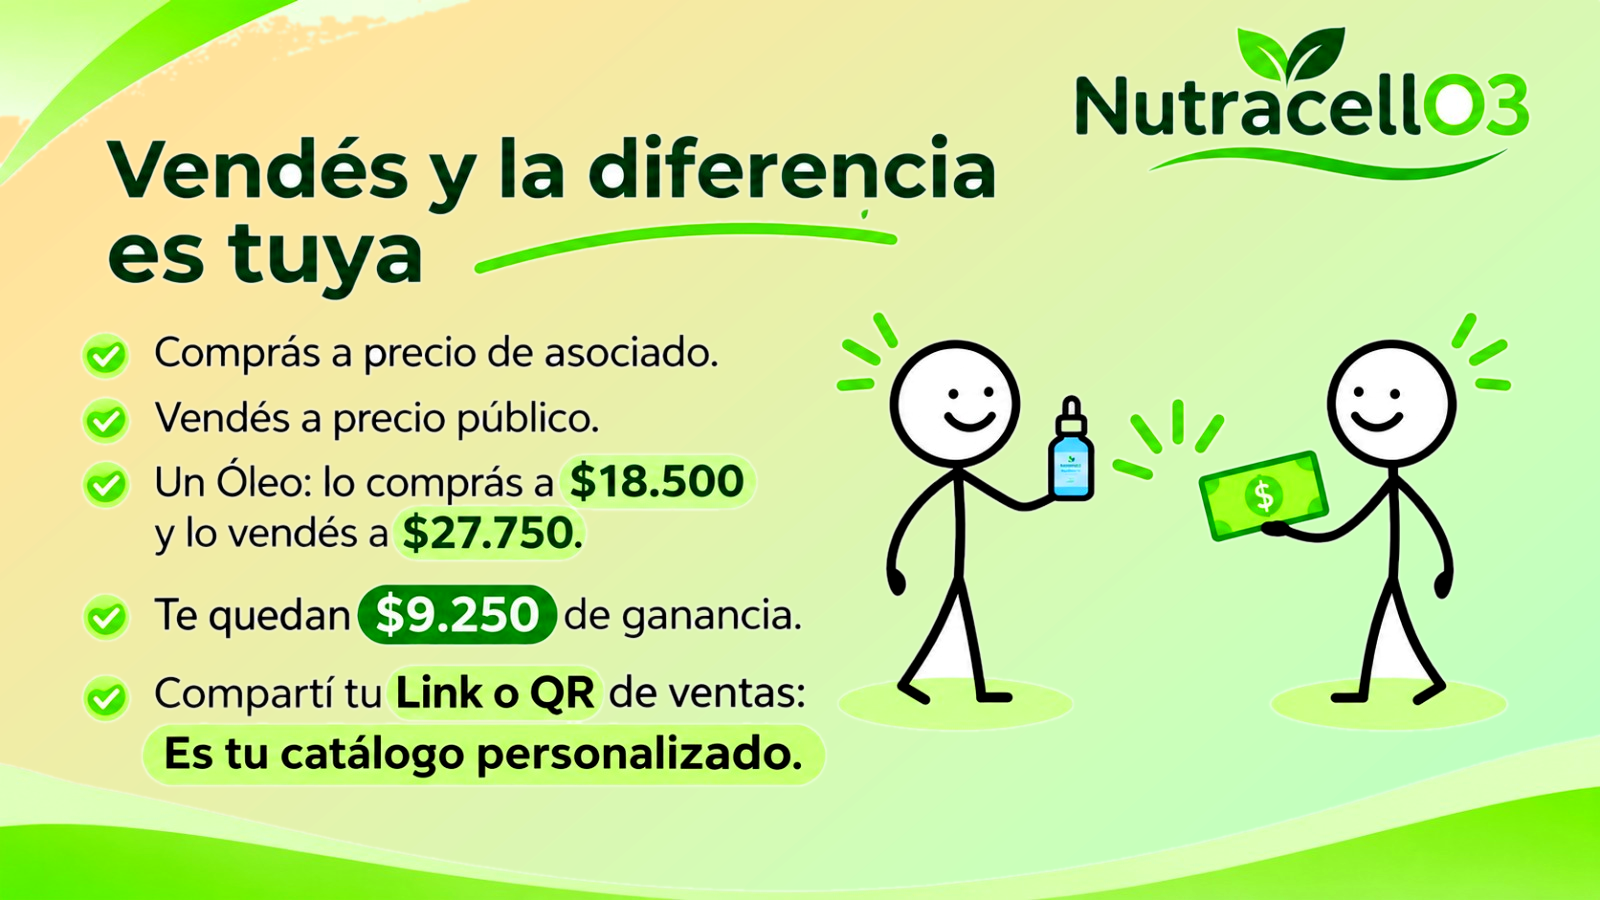 NutracellO3
Vendés y la diferencia
es tuya
Comprás a precio de asociado.
Vendés a precio público.
Un Óleo: lo comprás a $18.500
y lo vendés a $27.750.
Te quedan $9.250 de ganancia.
Compartí tu Link o QR de ventas:
Es tu catálogo personalizado.
$